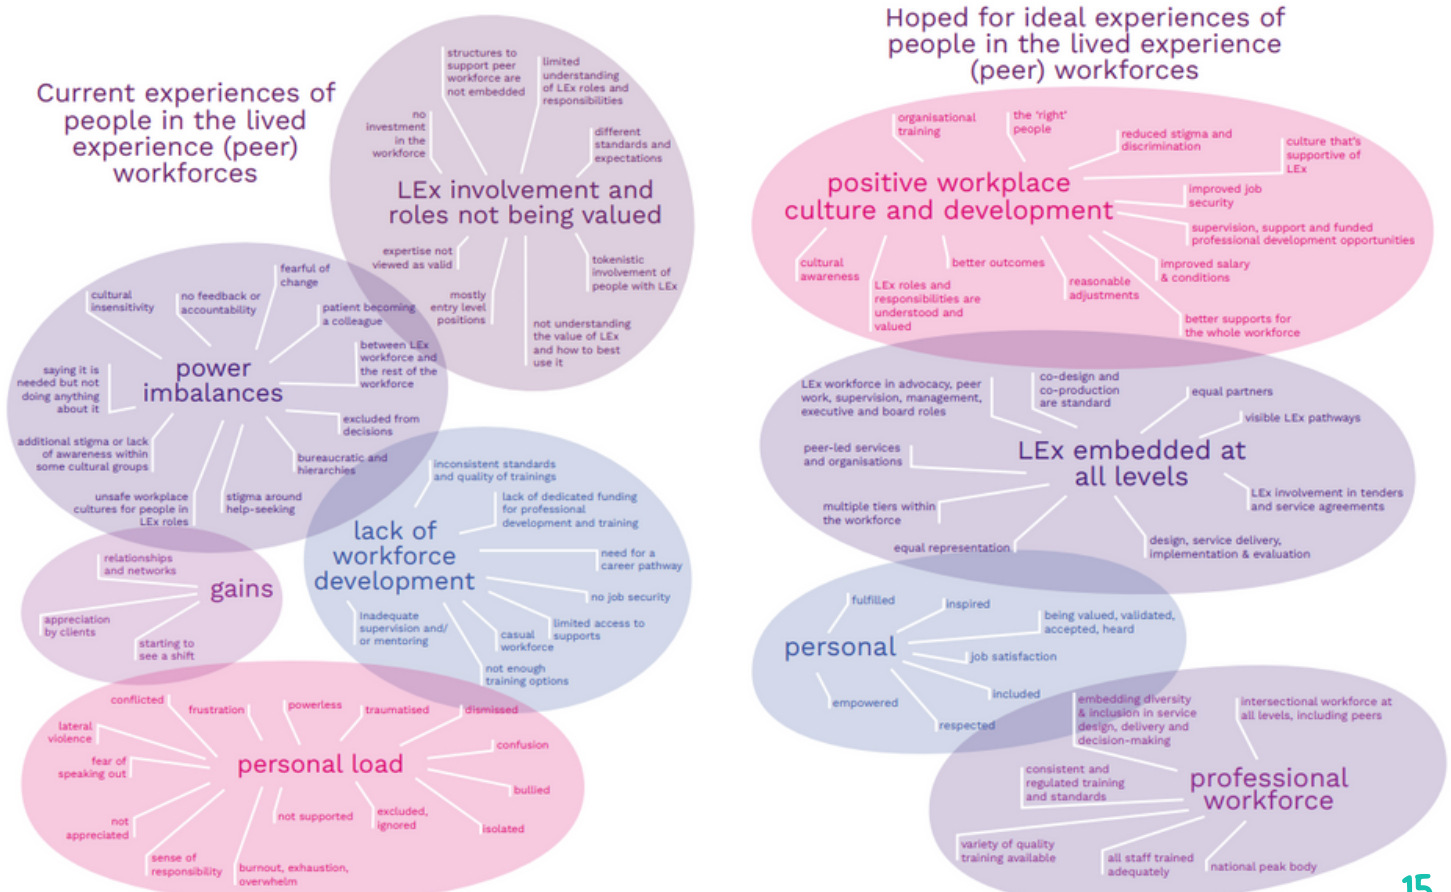 Current experiences of
people in the lived
experience (peer)
workforces
structures to
support peer
workforce are
not embedded
limited
understanding
of LEx roles and
responsibilities
no
investment
in the
workforce
different
standards and
expectations
LEx involvement and
roles not being valued
expertise not
viewed as valid
tokenistic
involvement of
people with LEx
mostly
entry level
positions
not understanding
the value of LEx
and how to best
use it
fearful of
change
cultural
insensitivity
no feedback or
accountability
patient becoming
a colleague
between LEx
workforce and
the rest of the
workforce
power
imbalances
saying it is
needed but not
doing anything
about it
excluded from
decisions
additional stigma or lack
of awareness within
some cultural groups
bureaucratic and
hierarchies
unsafe workplace
cultures for people in
LEx roles
stigma around
help-seeking
inconsistent standards
and quality of trainings
lack of dedicated funding
for professional
development and training
lack of
workforce
development
need for a
career pathway
no job security
Inadequate
supervision and/
or mentoring
casual
workforce
limited access to
supports
not enough
training options
relationships
and networks
gains
appreciation
by clients
starting to
see a shift
conflicted
frustration
powerless
traumatised
dismissed
lateral
violence
confusion
fear of
speaking out
personal load
bullied
not
appreciated
not supported
excluded,
ignored
isolated
sense of
responsibility
burnout, exhaustion,
overwhelm
Hoped for ideal experiences of
people in the lived experience
(peer) workforces
organisational
training
the 'right'
people
reduced stigma and
discrimination
culture that's
supportive of
LEx
positive workplace
culture and development
improved job
security
supervision, support and funded
professional development opportunities
cultural
awareness
LEx roles and
responsibilities are
understood and
valued
better outcomes
reasonable
adjustments
improved salary
& conditions
better supports for
the whole workforce
LEx workforce in advocacy, peer
work, supervision, management,
executive and board roles
co-design and
co-production
are standard
equal partners
visible LEx pathways
peer-led services
and organisations
LEx embedded at
all levels
multiple tiers within
the workforce
LEx involvement in tenders
and service agreements
equal representation
design, service delivery,
implementation & evaluation
fulfilled
inspired
being valued, validated,
accepted, heard
personal
job satisfaction
included
empowered
respected
embedding diversity
& inclusion in service
design, delivery and
decision-making
intersectional workforce at
all levels, including peers
consistent and
regulated training
and standards
professional
workforce
variety of quality
training available
all staff trained
adequately
national peak body
15